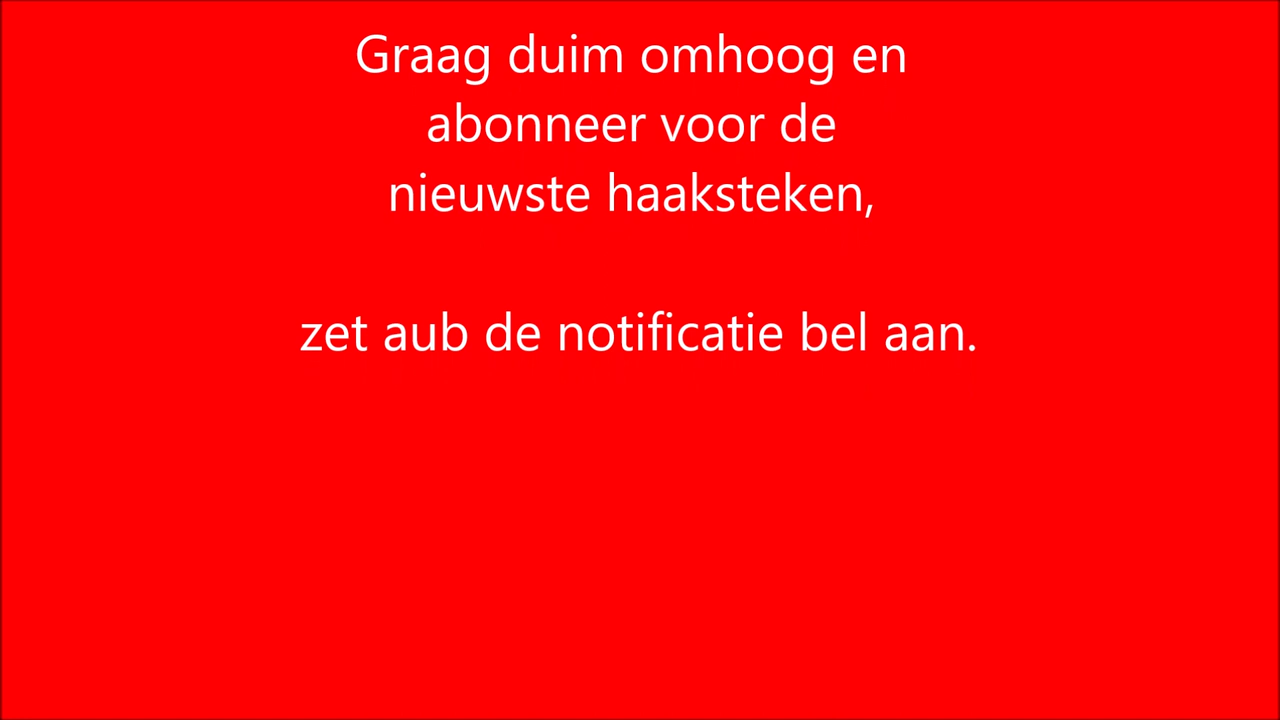 Graag duim omhoog en
abonneer voor de
nieuwste haaksteken,
zet aub de notificatie bel aan.